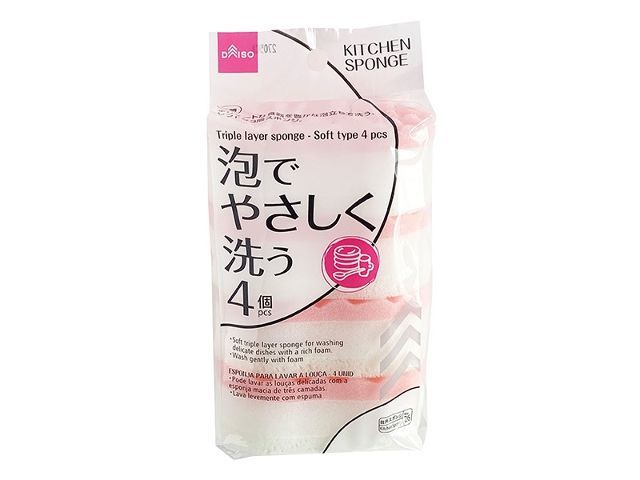 DAISO
KITCHEN
SPONGE
Triple layer sponge - Soft type 4 pcs
泡で
やさしく
洗う
4個
pcs
• Soft triple layer sponge for washing
delicate dishes with a rich foam.
• Wash gently with foam
ESPONJA PARA LAVAR A LOUÇA - 4 UNID
• Pode lavar as louças delicadas com a
esponja macia de três camadas.
• Lava levemente com espuma